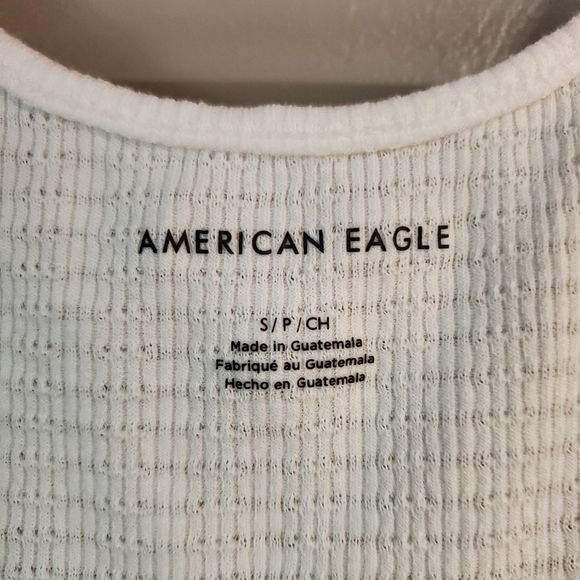 AMERICAN EAGLE
S/P/CH
Made in Guatemala
Fabriqué au Guatemala
Hecho en Guatemala